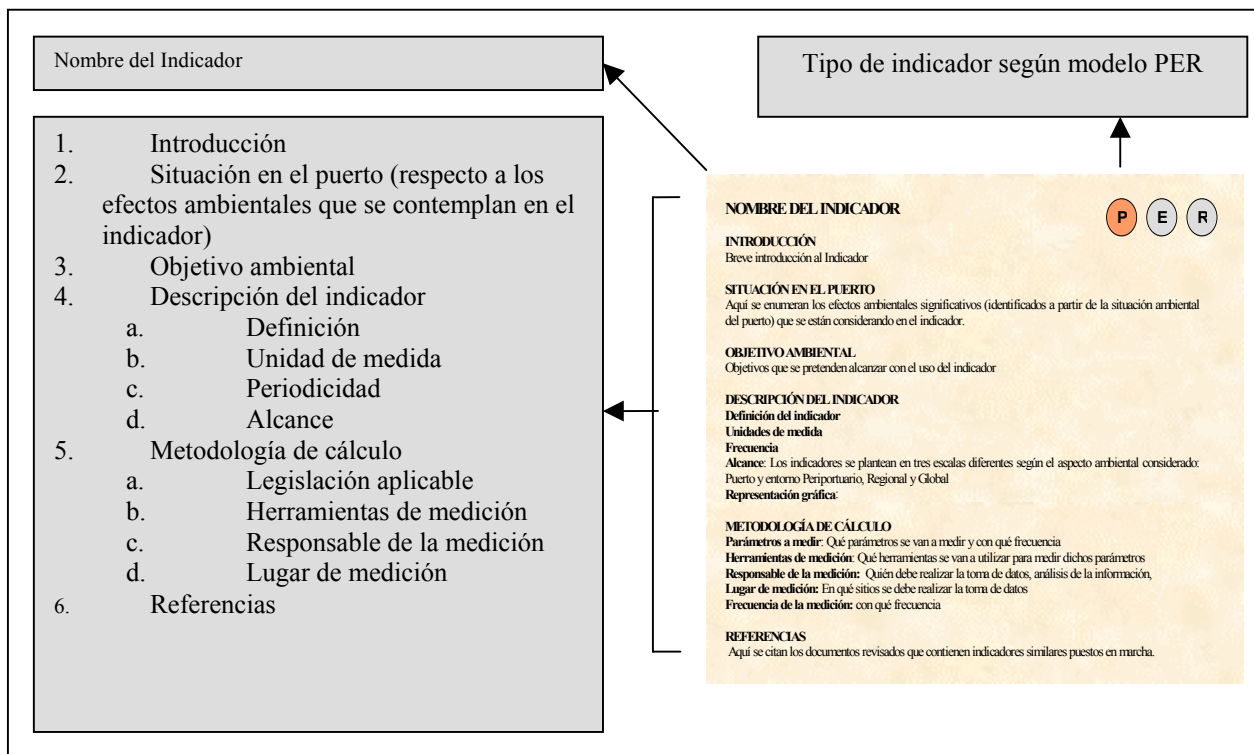 Nombre del Indicador
Tipo de indicador según modelo PER
1. Introducción
2. Situación en el puerto (respecto a los
efectos ambientales que se contemplan en el
indicador)
3. Objetivo ambiental
4. Descripción del indicador
a. Definición
b. Unidad de medida
c. Periodicidad
d. Alcance
5. Metodología de cálculo
a. Legislación aplicable
b. Herramientas de medición
c. Responsable de la medición
d. Lugar de medición
6. Referencias
NOMBRE DEL INDICADOR
P E R
INTRODUCCIÓN
Breve introducción al Indicador
SITUACIÓN EN EL PUERTO
Aquí se enumeran los efectos ambientales significativos (identificados a partir de la situación ambiental
del puerto) que se están considerando en el indicador.
OBJETIVO AMBIENTAL
Objetivos que se pretenden alcanzar con el uso del indicador
DESCRIPCIÓN DEL INDICADOR
Definición del indicador
Unidades de medida
Frecuencia
Alcance: Los indicadores se plantean en tres escalas diferentes según el aspecto ambiental considerado:
Puerto y entorno Periportuario, Regional y Global
Representación gráfica:
METODOLOGÍA DE CÁLCULO
Parámetros a medir: Qué parámetros se van a medir y con qué frecuencia
Herramientas de medición: Qué herramientas se van a utilizar para medir dichos parámetros
Responsable de la medición: Quién debe realizar la toma de datos, análisis de la información,
Lugar de medición: En qué sitios se debe realizar la toma de datos
Frecuencia de la medición: con qué frecuencia
REFERENCIAS
Aquí se citan los documentos revisados que contienen indicadores similares puestos en marcha.